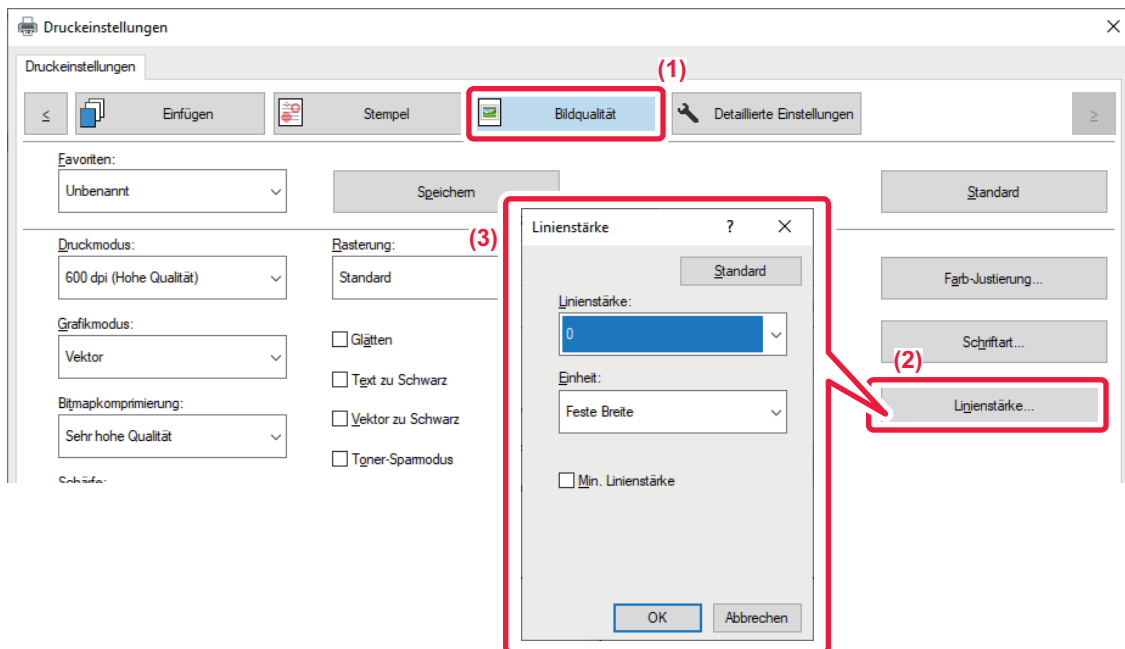 Druckeinstellungen
Druckeinstellungen
(1)
< Einfügen Stempel Bildqualität Detaillierte Einstellungen >
Favoriten:
Unbenannt Speichern Standard
Linienstärke ? ×
(3)
Druckmodus: Rasterung:
Standard
600 dpi (Hohe Qualität) Standard Farb-Justierung...
Linienstärke:
Grafikmodus:
0
Glätten Schriftart...
Vektor
(2)
Einheit:
Text zu Schwarz
Bitmapkomprimierung: Linienstärke...
Feste Breite
Vektor zu Schwarz
Sehr hohe Qualität
Toner-Sparmodus
Schärfe:
Min. Linienstärke
OK Abbrechen